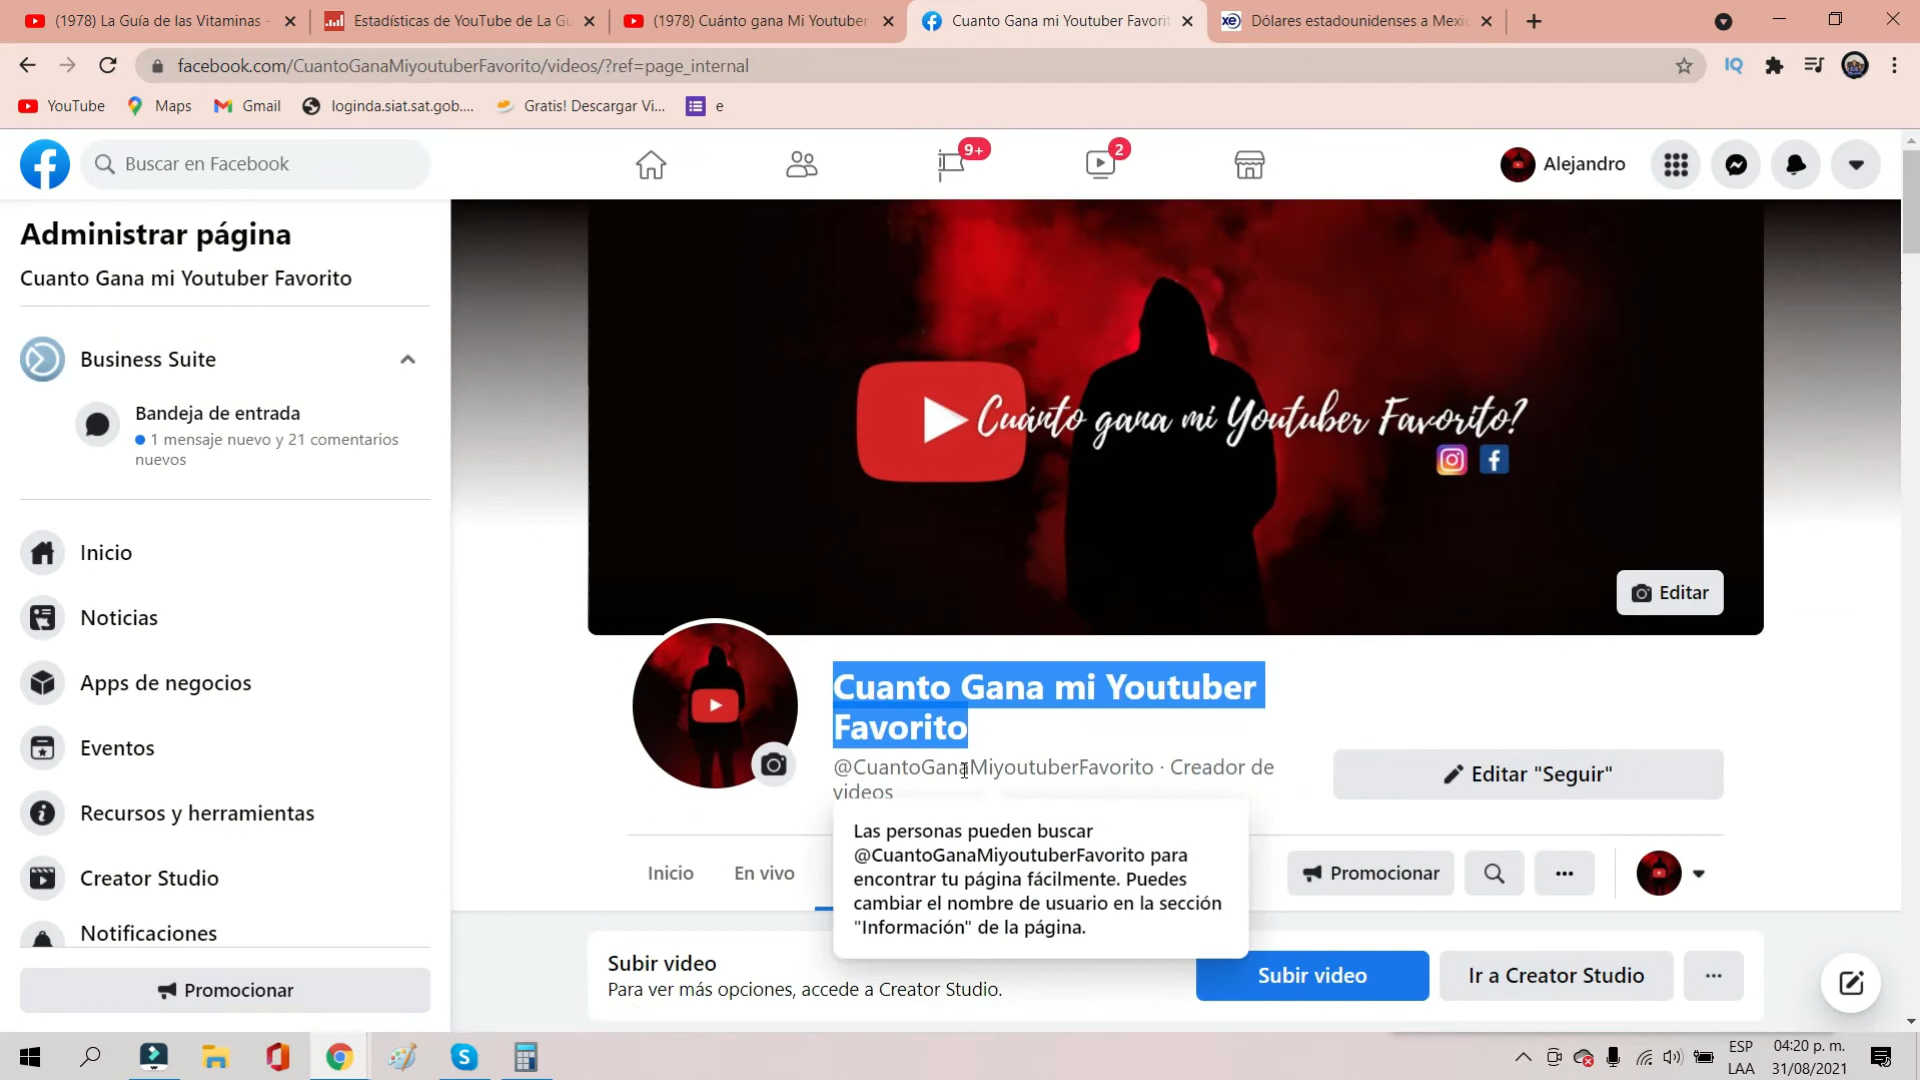 (1978) La Guía de las Vitaminas -
Estadísticas de YouTube de La Gu
(1978) Cuánto gana Mi Youtuber
Cuanto Gana mi Youtuber Favorit
xe
Dólares estadounidenses a Mexic
facebook.com/CuantoGanaMiyoutuberFavorito/videos/?ref=page_internal
IQ
YouTube
Maps
Gmail
loginda.siat.sat.gob....
Gratis! Descargar Vi...
e
Buscar en Facebook
9+
2
Alejandro
Administrar página
Cuanto Gana mi Youtuber Favorito
Business Suite
Bandeja de entrada
1 mensaje nuevo y 21 comentarios
nuevos
Inicio
Noticias
Apps de negocios
Eventos
Recursos y herramientas
Creator Studio
Notificaciones
Promocionar
Cuánto gana mi Youtuber Favorito?
Editar
Cuanto Gana mi Youtuber
Favorito
@CuantoGanaMiyoutuberFavorito · Creador de
videos
Editar "Seguir"
Las personas pueden buscar
@CuantoGanaMiyoutuberFavorito para
encontrar tu página fácilmente. Puedes
cambiar el nombre de usuario en la sección
"Información" de la página.
Inicio
En vivo
Promocionar
Subir video
Para ver más opciones, accede a Creator Studio.
Subir video
Ir a Creator Studio
ESP
LAA
04:20 p. m.
31/08/2021